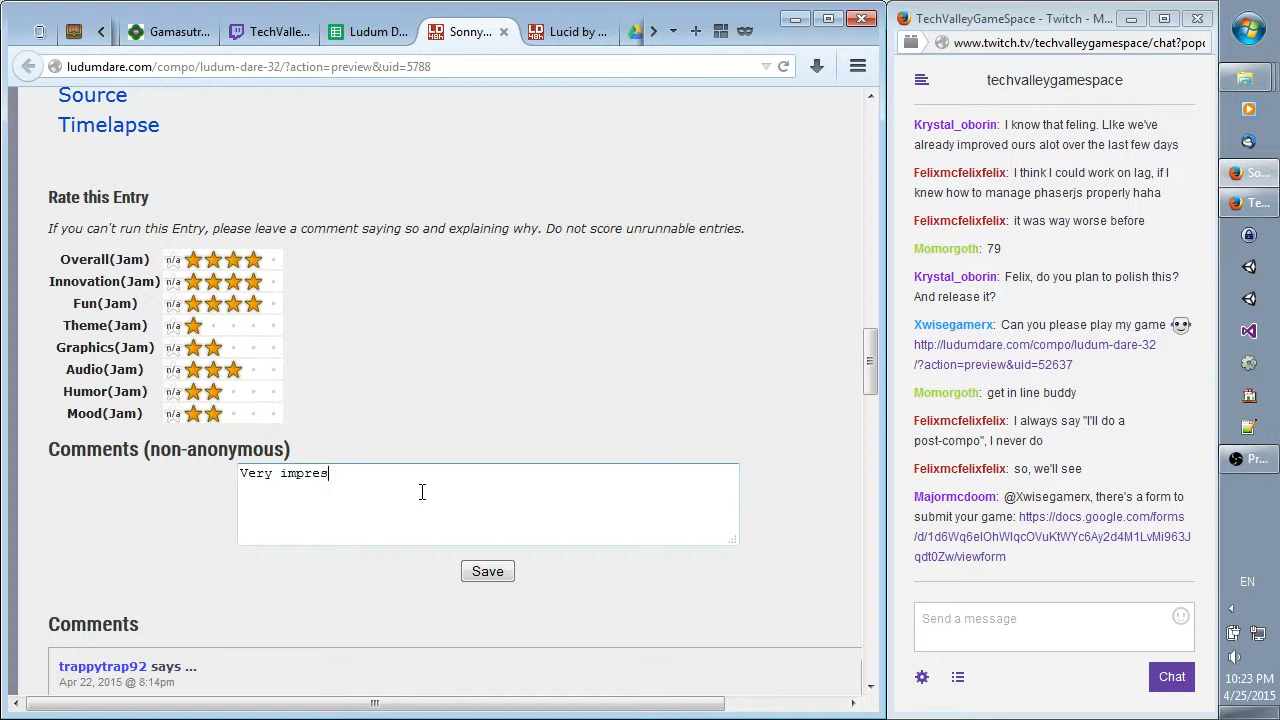 TechValleyGameSpace - Twitch - M...
Gamasut...
TechValle...
Ludum D...
Sonny...
Lucid by ...
www.twitch.tv/techvalleygamespace/chat?popo
ludumdare.com/compo/ludum-dare-32/?action=preview&uid=5788
techvalleygamespace
Source
Timelapse
Rate this Entry
If you can't run this Entry, please leave a comment saying so and explaining why. Do not score unrunnable entries.
Overall(Jam) n/a
Innovation(Jam) n/a
Fun(Jam) n/a
Theme(Jam) n/a
Graphics(Jam) n/a
Audio(Jam) n/a
Humor(Jam) n/a
Mood(Jam) n/a
Comments (non-anonymous)
Very impres
Save
Comments
trappytrap92 says ...
Apr 22, 2015 @ 8:14pm
Krystal_oborin: I know that feling. LIke we've
already improved ours alot over the last few days
Felixmcfelixfelix: I think I could work on lag, if I
knew how to manage phaserjs properly haha
Felixmcfelixfelix: it was way worse before
Momorgoth: 79
Krystal_oborin: Felix, do you plan to polish this?
And release it?
Xwisegamerx: Can you please play my game
http://ludumdare.com/compo/ludum-dare-32
/?action=preview&uid=52637
Momorgoth: get in line buddy
Felixmcfelixfelix: I always say "I'll do a
post-compo", I never do
Felixmcfelixfelix: so, we'll see
Majormcdoom: @Xwisegamerx, there's a form to
submit your game: https://docs.google.com/forms
/d/1d6Wq6eIOhWIqcOVuKtWYc6Ay2d4M1LvMi963J
qdt0Zw/viewform
Send a message
Chat
So...
Te...
Pr...
EN
10:23 PM
4/25/2015